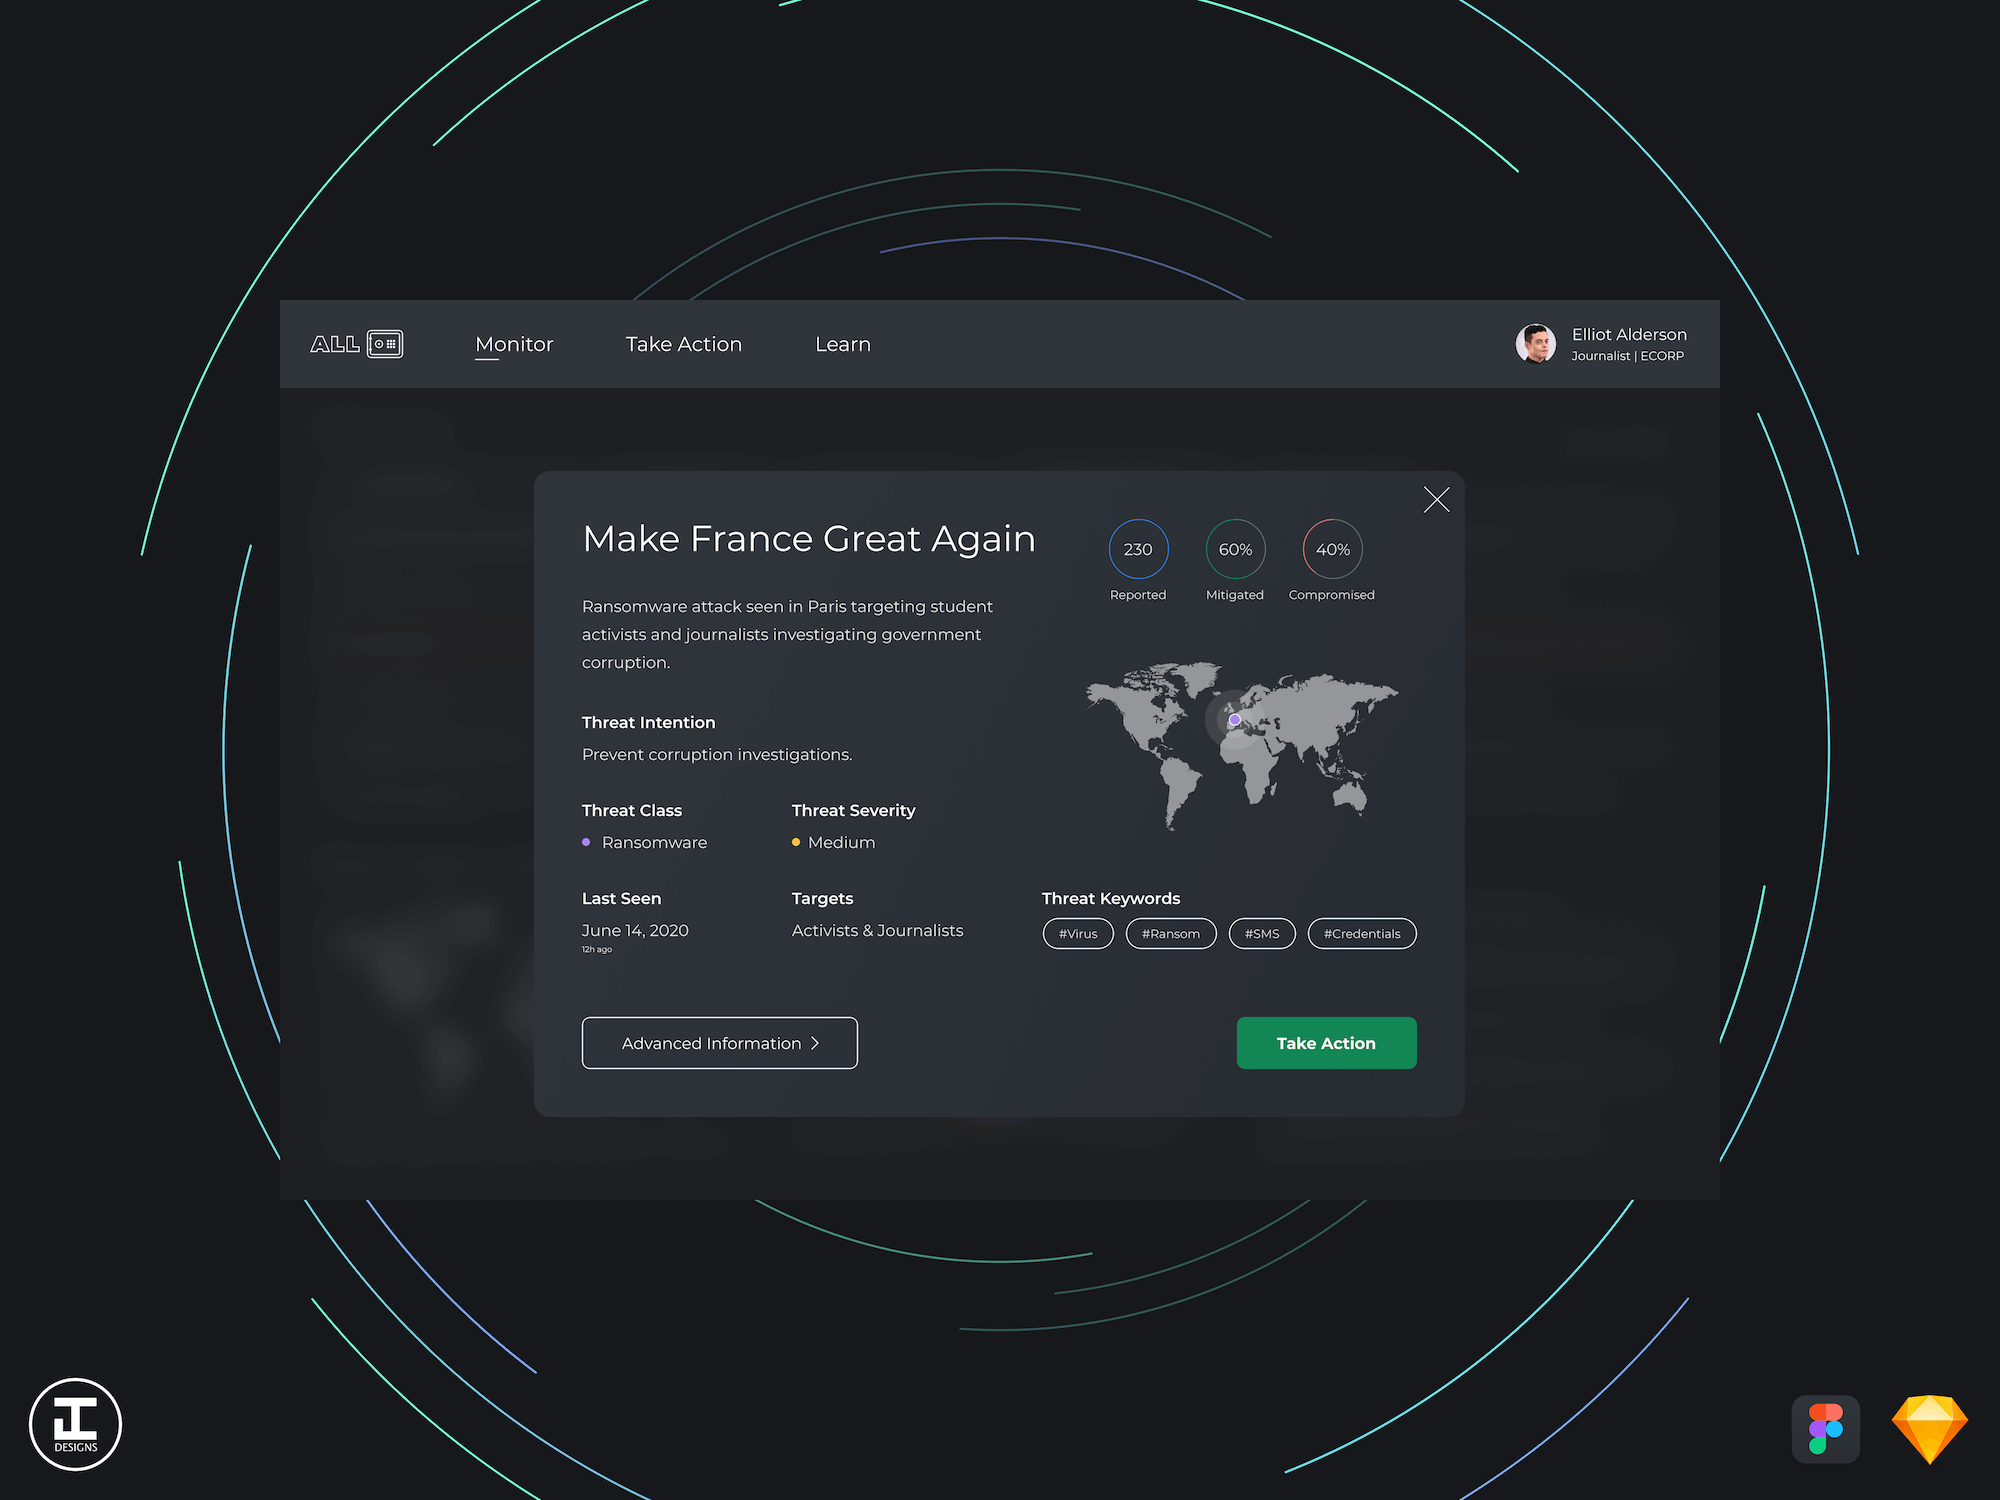 ALL
Monitor
Take Action
Learn
Elliot Alderson
Journalist | ECORP
Make France Great Again
230
60%
40%
Reported
Mitigated
Compromised
Ransomware attack seen in Paris targeting student
activists and journalists investigating government
corruption.
Threat Intention
Prevent corruption investigations.
Threat Class
Threat Severity
Ransomware
Medium
Last Seen
Targets
Threat Keywords
June 14, 2020
Activists & Journalists
12h ago
#Virus
#Ransom
#SMS
#Credentials
Advanced Information
Take Action
DESIGNS